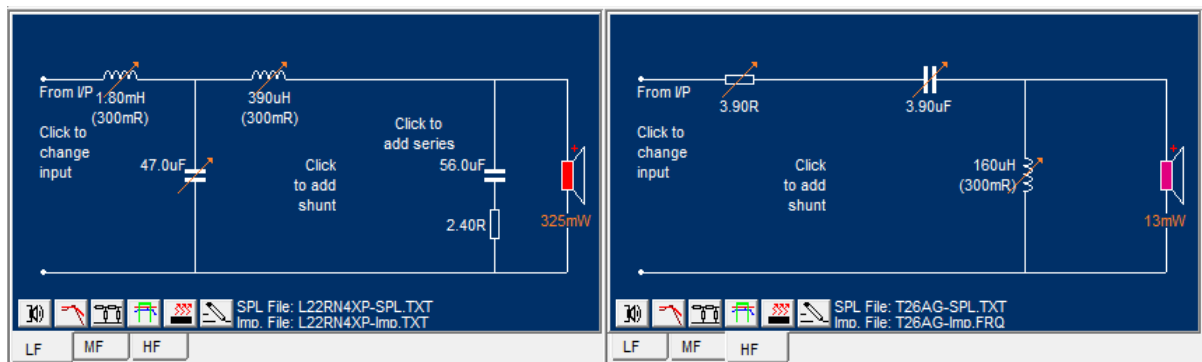 From I/P
1.80mH
(300mR)
390uH
(300mR)
Click to
change
input
47.0uF
Click
to add
shunt
Click to
add series
56.0uF
2.40R
+
325mW
SPL File: L22RN4XP-SPL.TXT
Imp. File: L22RN4XP-Imp.TXT
LF
MF
HF
From I/P
3.90R
3.90uF
Click to
change
input
Click
to add
shunt
160uH
(300mR)
+
13mW
SPL File: T26AG-SPL.TXT
Imp. File: T26AG-Imp.FRQ
LF
MF
HF